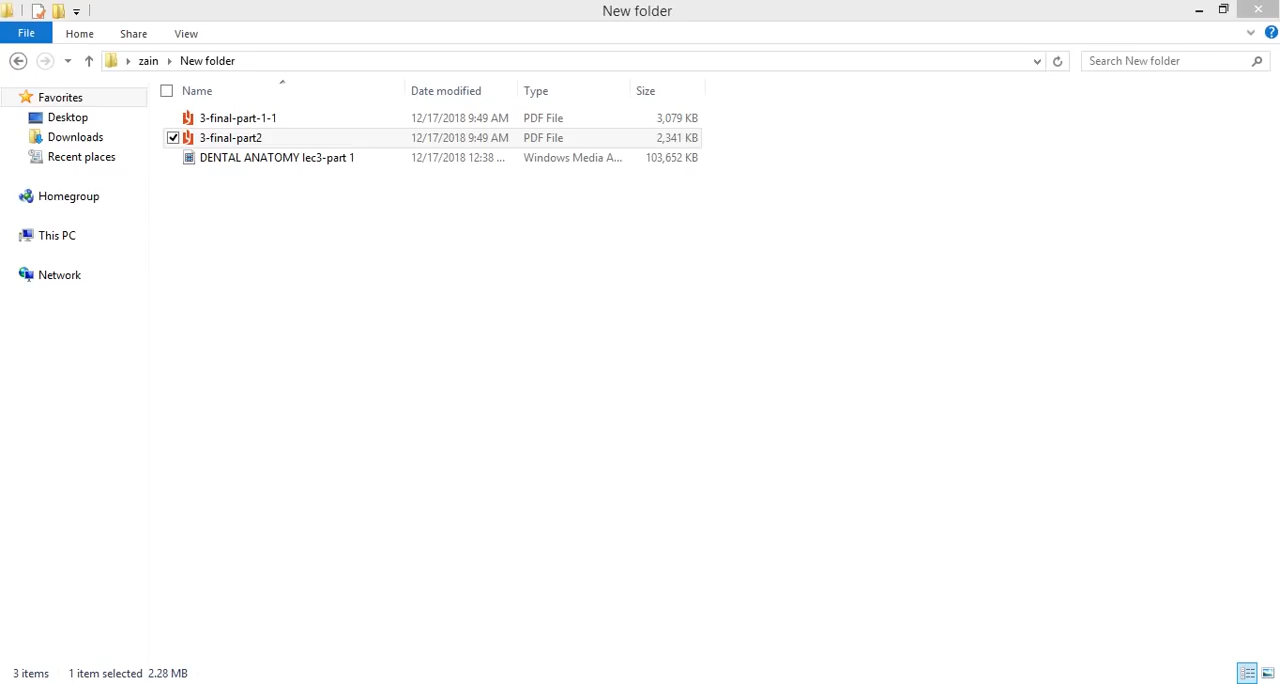 New folder
File Home Share View
zain New folder Search New folder
Name Date modified Type Size
Favorites
Desktop
Downloads
Recent places
Homegroup
This PC
Network
3-final-part-1-1 12/17/2018 9:49 AM PDF File 3,079 KB
3-final-part2 12/17/2018 9:49 AM PDF File 2,341 KB
DENTAL ANATOMY lec3-part 1 12/17/2018 12:38 ... Windows Media A... 103,652 KB
3 items 1 item selected 2.28 MB